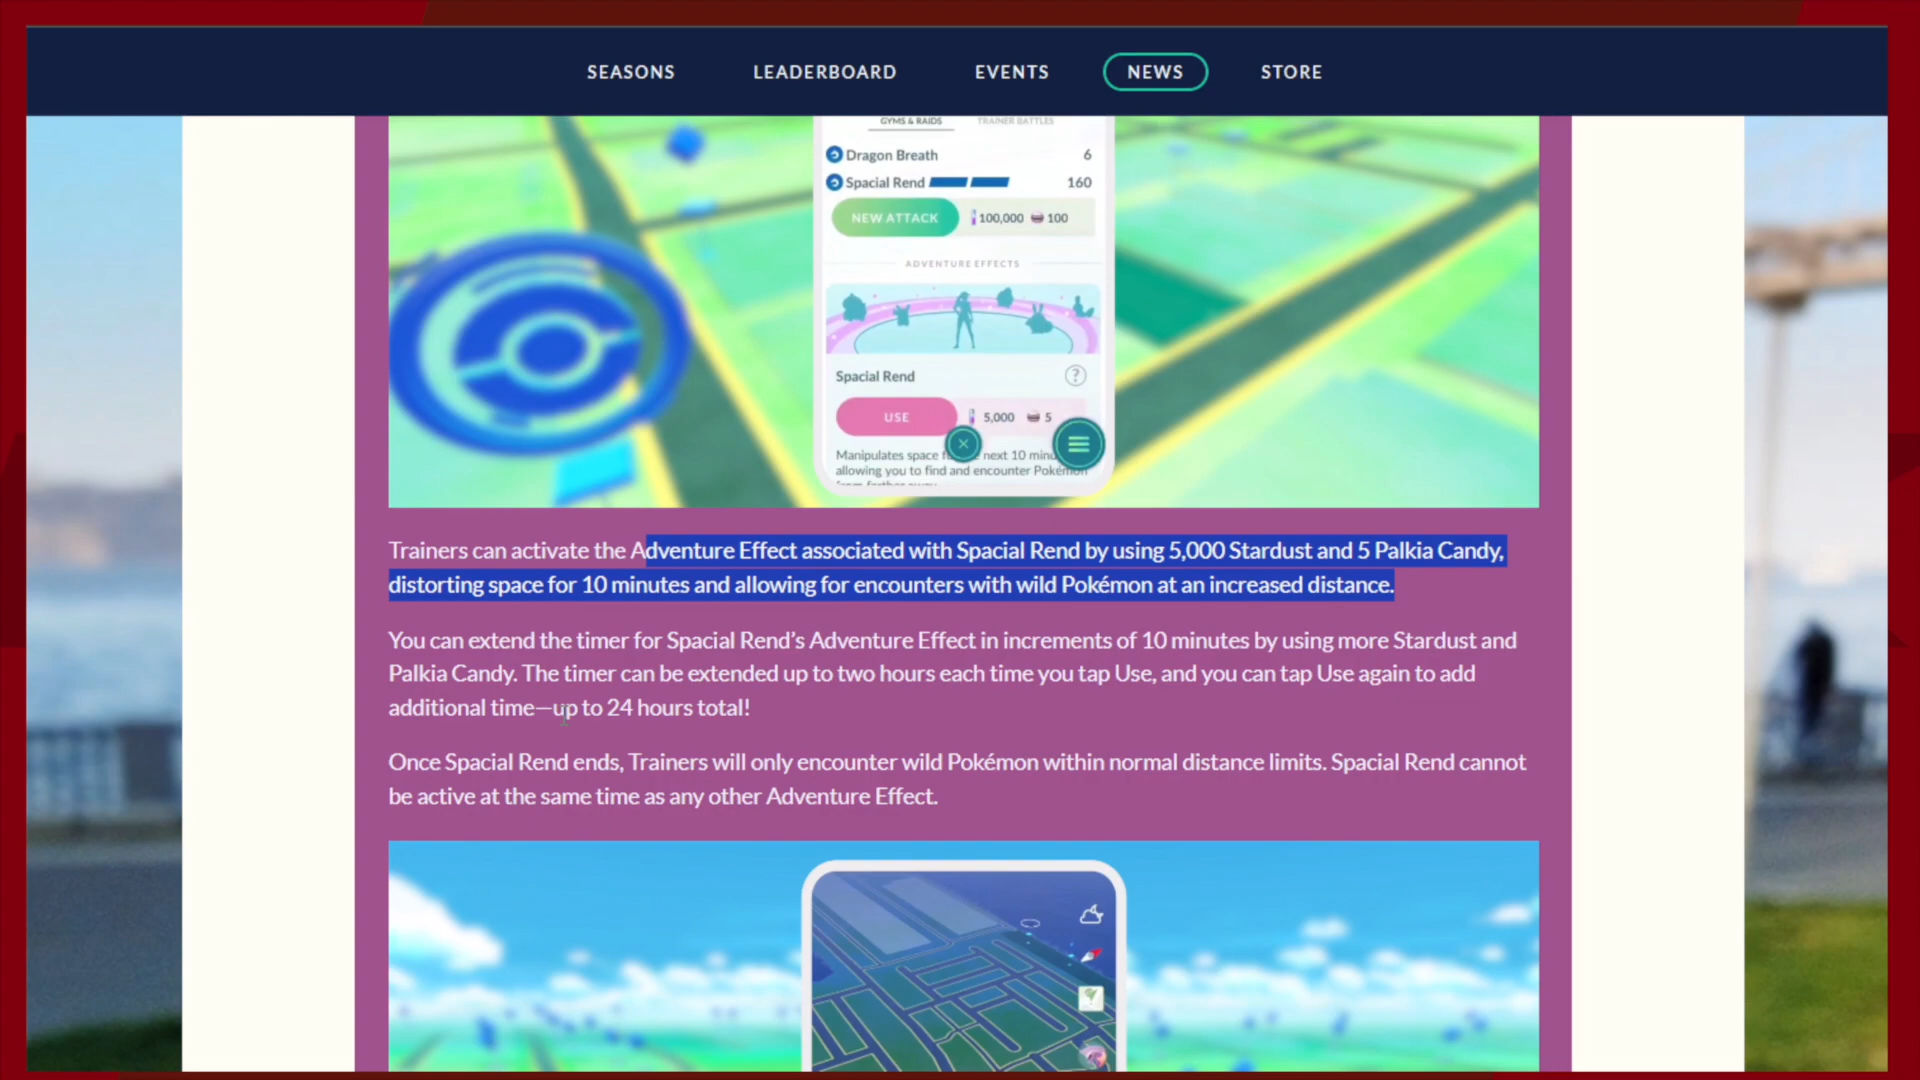 SEASONS LEADERBOARD EVENTS NEWS STORE
GYMS & RAIDS TRAINER BATTLES
Dragon Breath 6
Spacial Rend 160
NEW ATTACK 100,000 100
ADVENTURE EFFECTS
Spacial Rend ?
USE 5,000 5
Manipulates space next 10
allowing you to find and encounter Pokémon
Trainers can activate the Adventure Effect associated with Spacial Rend by using 5,000 Stardust and 5 Palkia Candy,
distorting space for 10 minutes and allowing for encounters with wild Pokémon at an increased distance.
You can extend the timer for Spacial Rend’s Adventure Effect in increments of 10 minutes by using more Stardust and
Palkia Candy. The timer can be extended up to two hours each time you tap Use, and you can tap Use again to add
additional time—up to 24 hours total!
Once Spacial Rend ends, Trainers will only encounter wild Pokémon within normal distance limits. Spacial Rend cannot
be active at the same time as any other Adventure Effect.